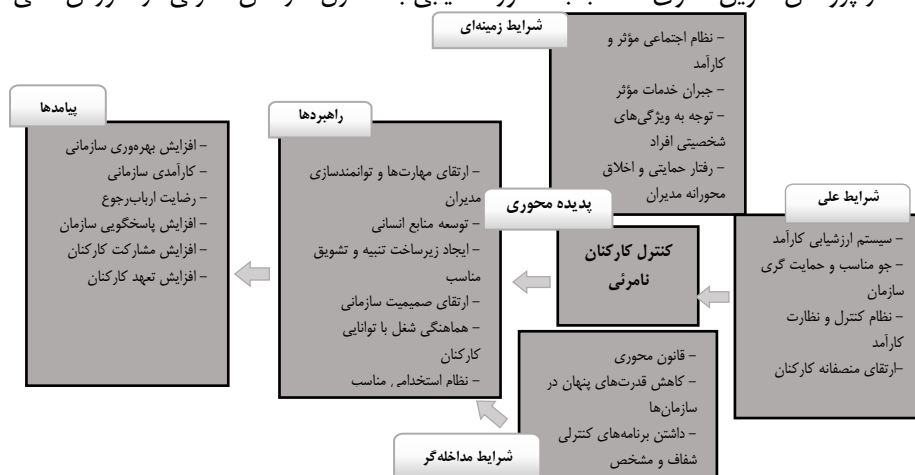 شرایط زمینه‌ای
- نظام اجتماعی مؤثر و
کارآمد
- جبران خدمات مؤثر
- توجه به ویژگی‌های
شخصیتی افراد
- رفتار حمایتی و اخلاق
محورانه مدیران
شرایط علی
- سیستم ارزشیابی کارآمد
- جو مناسب و حمایت گری
سازمان
- نظام کنترل و نظارت
کارآمد
-ارتقای منصفانه کارکنان
پدیده محوری
کنترل کارکنان
نامرئی
راهبردها
- ارتقای مهارت‌ها و توانمندسازی
مدیران
- توسعه منابع انسانی
- ایجاد زیرساخت تنبیه و تشویق
مناسب
- ارتقای صمیمیت سازمانی
- هماهنگی شغل با توانایی
کارکنان
- نظام استخدامی مناسب
پیامدها
- افزایش بهره‌وری سازمانی
- کارآمدی سازمانی
- رضایت ارباب‌رجوع
- افزایش پاسخگویی سازمان
- افزایش مشارکت کارکنان
- افزایش تعهد کارکنان
- قانون محوری
- کاهش قدرت‌های پنهان در
سازمان‌ها
- داشتن برنامه‌های کنترلی
شفاف و مشخص
شرایط مداخله‌گر